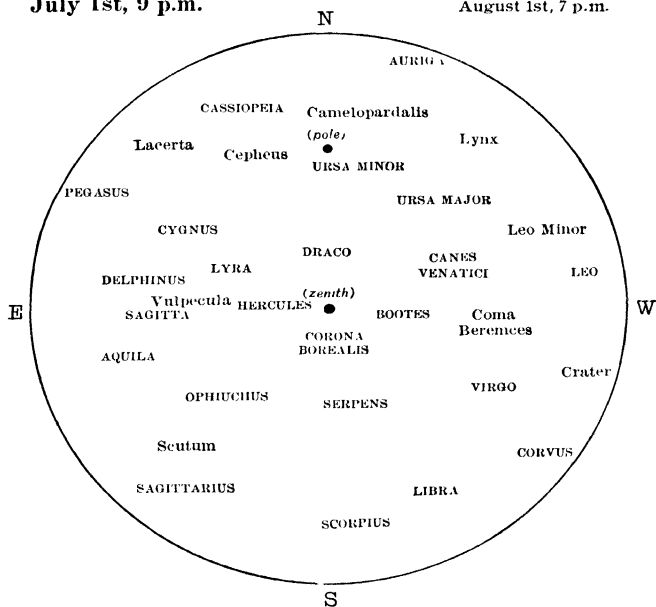 July 1st, 9 p.m. August 1st, 7 p.m.
N
AURIGA
CASSIOPEIA Camelopardalis
(pole)
Lacerta Cepheus Lynx
URSA MINOR
PEGASUS URSA MAJOR
CYGNUS Leo Minor
DRACO CANES
LYRA VENATICI LEO
DELPHINUS
Vulpecula HERCULES (zenith)
E SAGITTA BOOTES Coma W
Berenices
CORONA
BOREALIS
AQUILA
Crater
OPHIUCHUS SERPENS VIRGO
Scutum CORVUS
SAGITTARIUS LIBRA
SCORPIUS
S